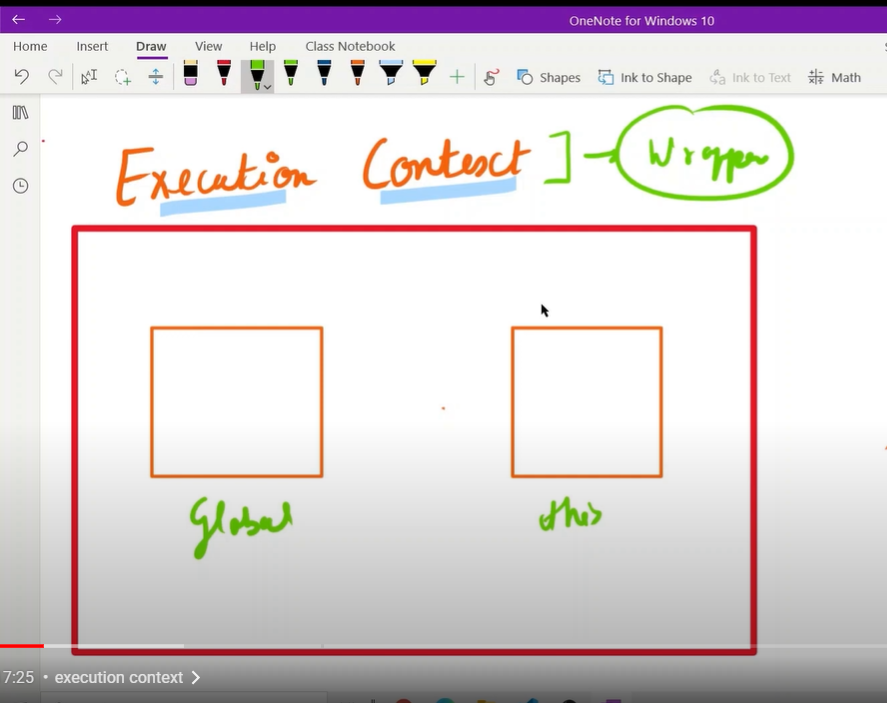 OneNote for Windows 10
Home Insert Draw View Help Class Notebook
Shapes Ink to Shape Ink to Text Math
Execution Context ] Wrapper
Global this
7:25 • execution context